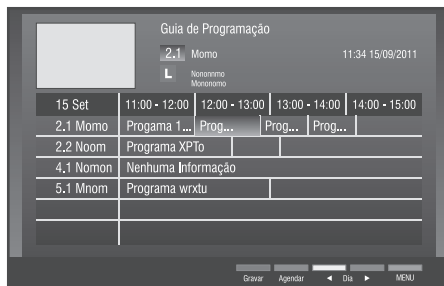 Guia de Programação
2.1 Momo 11:34 15/09/2011
L Nononnmo
Mononomo
15 Set 11:00 - 12:00 12:00 - 13:00 13:00 - 14:00 14:00 - 15:00
2.1 Momo Progama 1... Prog... Prog... Prog...
2.2 Noom Programa XPTo
4.1 Nomon Nenhuma Informação
5.1 Mnom Programa wrxtu
Gravar Agendar ◄ Dia ► MENU